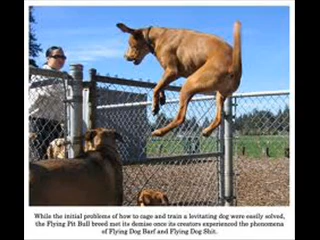 While the initial problems of how to cage and train a levitating dog were easily solved,
the Flying Pit Bull breed met its demise once its creators experienced the phenomena
of Flying Dog Barf and Flying Dog Shit.